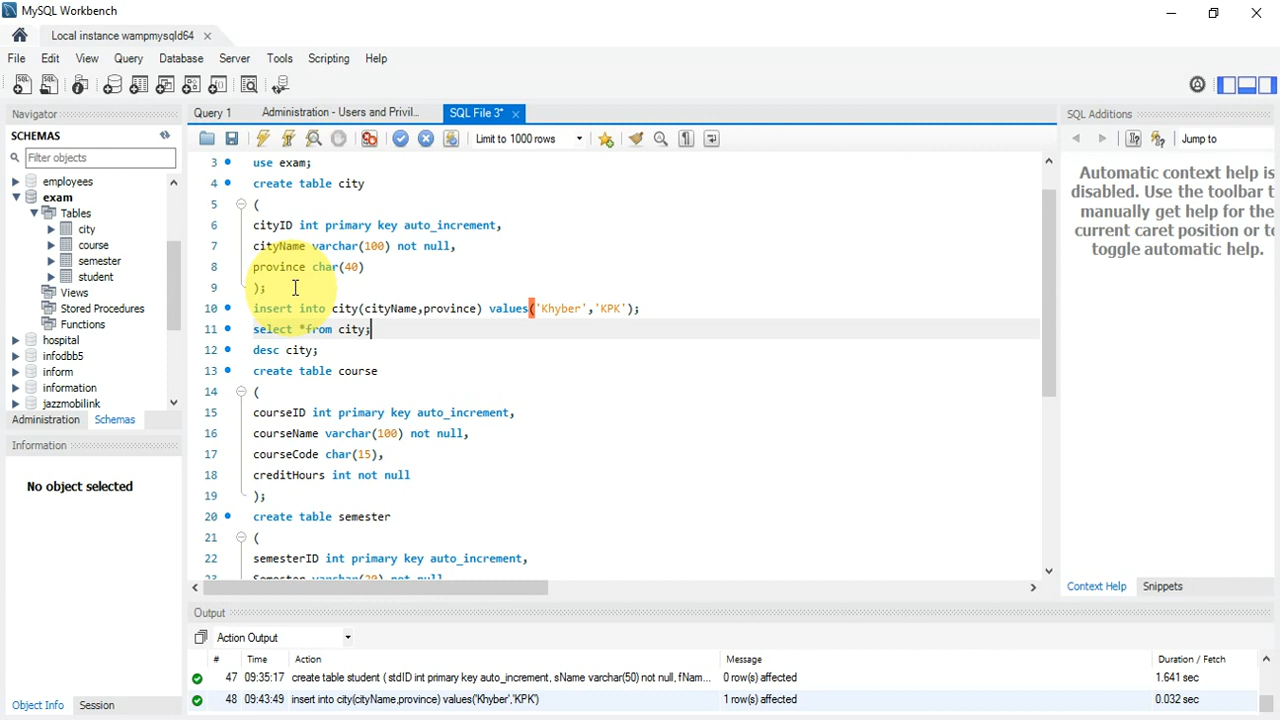 MySQL Workbench
Local instance wampmysqld64
File Edit View Query Database Server Tools Scripting Help
Navigator
SCHEMAS
Filter objects
employees
exam
Tables
city
course
semester
student
Views
Stored Procedures
Functions
hospital
infodbb5
inform
information
jazzmobilink
Administration Schemas
Information
No object selected
Object Info Session
Query 1 Administration - Users and Privil... SQL File 3*
Limit to 1000 rows
3 use exam;
4 create table city
5 (
6 cityID int primary key auto_increment,
7 cityName varchar(100) not null,
8 province char(40)
9 );
10 insert into city(cityName,province) values('Khyber','KPK');
11 select *from city;
12 desc city;
13 create table course
14 (
15 courseID int primary key auto_increment,
16 courseName varchar(100) not null,
17 courseCode char(15),
18 creditHours int not null
19 );
20 create table semester
21 (
22 semesterID int primary key auto_increment,
23 Semester varchar(20) not null
SQL Additions
Jump to
Automatic context help is
disabled. Use the toolbar t
manually get help for the
current caret position or to
toggle automatic help.
Context Help Snippets
Output
Action Output
# Time Action Message Duration / Fetch
47 09:35:17 create table student ( stdID int primary key auto_increment, sName varchar(50) not null, fNam... 0 row(s) affected 1.641 sec
48 09:43:49 insert into city(cityName,province) values('Khyber','KPK') 1 row(s) affected 0.032 sec